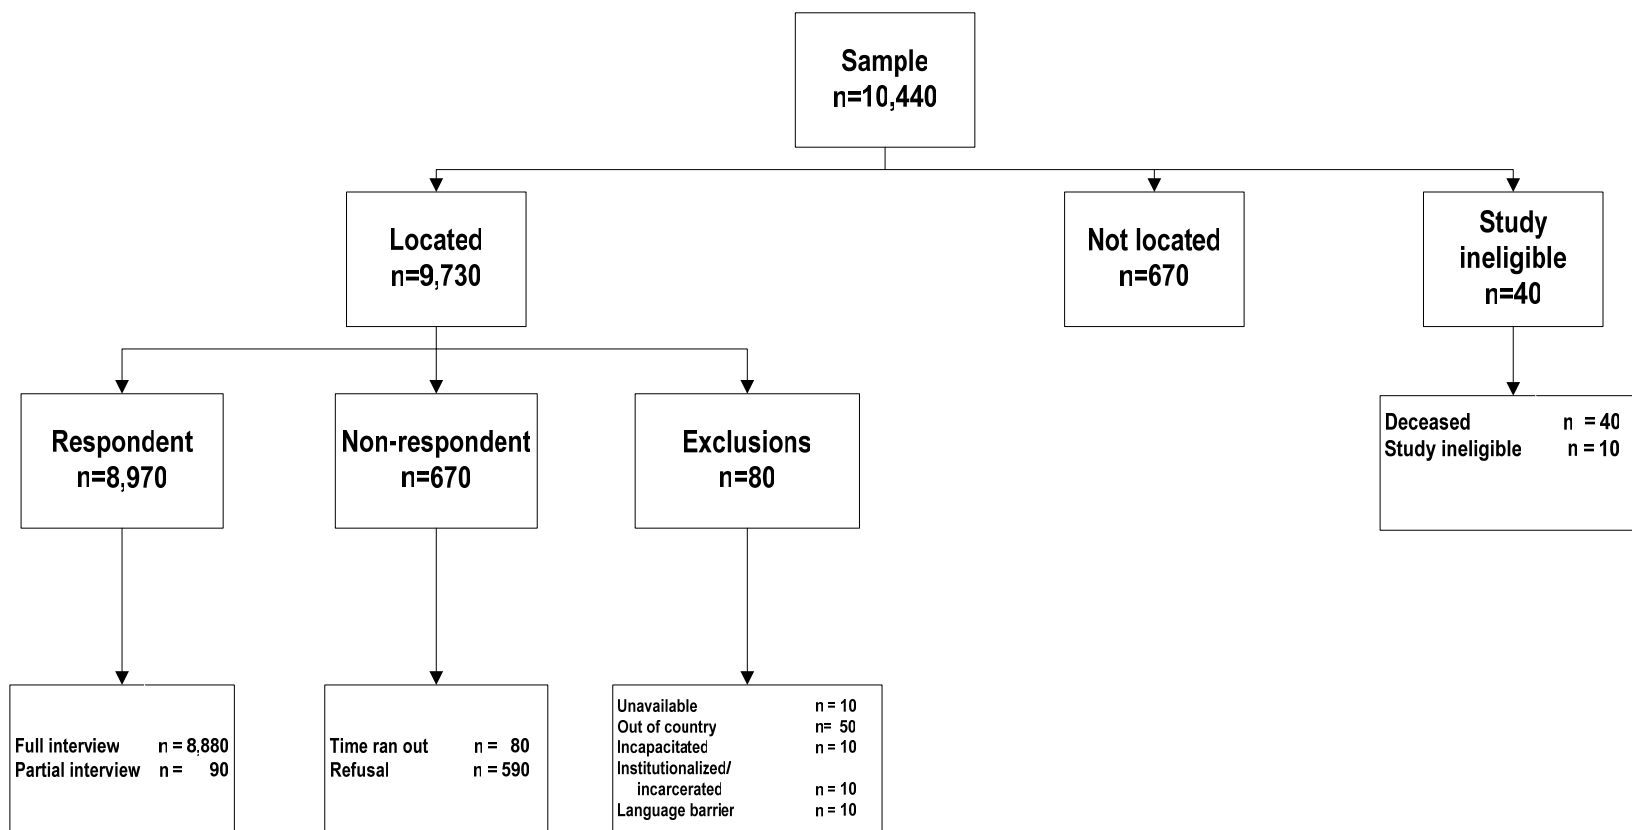 Sample
n=10,440
Located
n=9,730
Not located
n=670
Study
ineligible
n=40
Respondent
n=8,970
Non-respondent
n=670
Exclusions
n=80
Deceased n = 40
Study ineligible n = 10
Full interview n = 8,880
Partial interview n = 90
Time ran out n = 80
Refusal n = 590
Unavailable n = 10
Out of country n= 50
Incapacitated n = 10
Institutionalized/
incarcerated n = 10
Language barrier n = 10